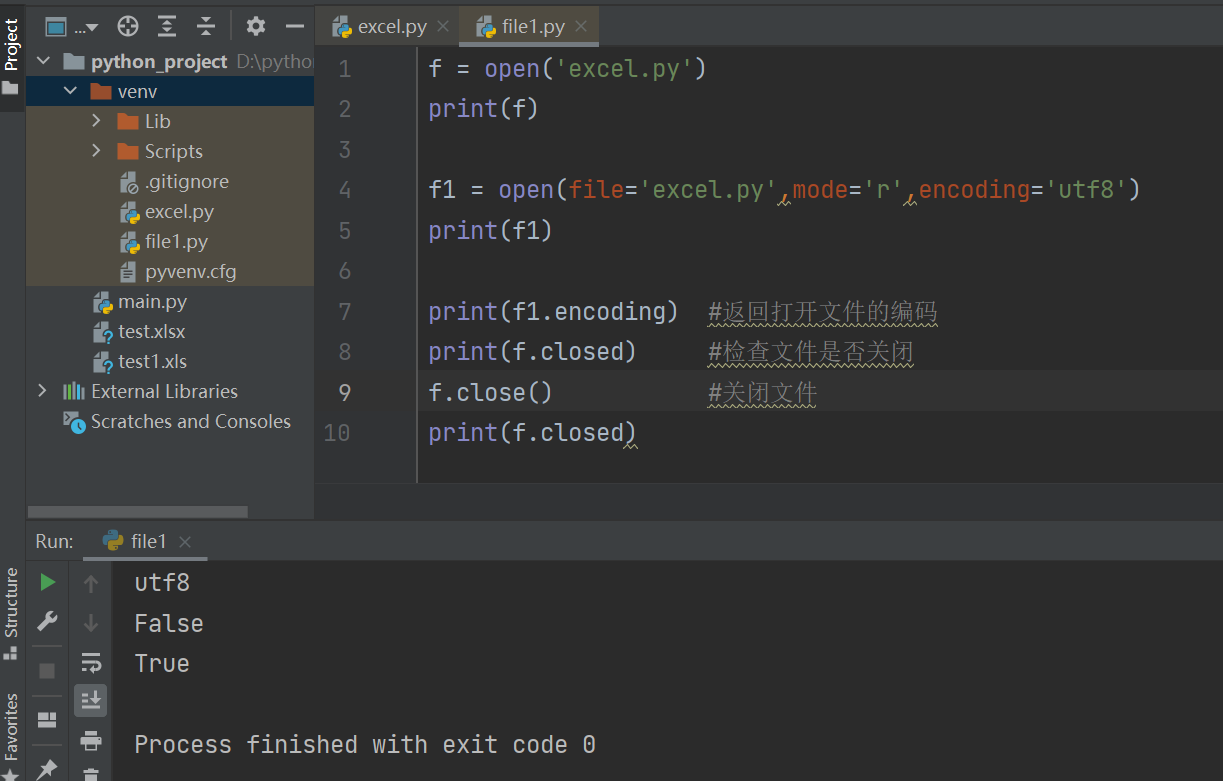 Project
...
excel.py
file1.py
python_project D:\pytho
venv
Lib
Scripts
.gitignore
excel.py
file1.py
pyvenv.cfg
main.py
test.xlsx
test1.xls
External Libraries
Scratches and Consoles
1 f = open('excel.py')
2 print(f)
3
4 f1 = open(file='excel.py',mode='r',encoding='utf8')
5 print(f1)
6
7 print(f1.encoding) #返回打开文件的编码
8 print(f.closed) #检查文件是否关闭
9 f.close() #关闭文件
10 print(f.closed)
Run: file1
utf8
False
True
Process finished with exit code 0
Structure
Favorites